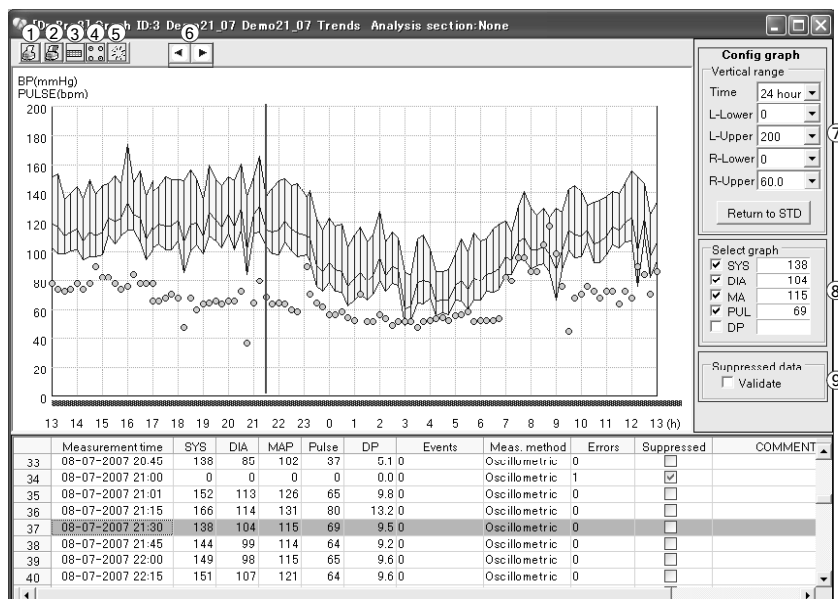 Graph ID:3 Demo21_07 Demo21_07 Trends Analysis section:None
① ② ③ ④ ⑤ ⑥
BP(mmHg)
PULSE(bpm)
200
180
160
140
120
100
80
60
40
20
0
13 14 15 16 17 18 19 20 21 22 23 0 1 2 3 4 5 6 7 8 9 10 11 12 13 (h)
Config graph
Vertical range
Time 24 hour
L-Lower 0
L-Upper 200
⑦
R-Lower 0
R-Upper 60.0
Return to STD
Select graph
SYS 138
DIA 104
⑧
MA 115
PUL 69
DP
Suppressed data
⑨
Validate
Measurement time SYS DIA MAP Pulse DP Events Meas. method Errors Suppressed COMMENT
33 08-07-2007 20:45 138 85 102 37 5.1 0 Oscillometric 0
34 08-07-2007 21:00 0 0 0 0 0.0 0 Oscillometric 1
35 08-07-2007 21:01 152 113 126 65 9.8 0 Oscillometric 0
36 08-07-2007 21:15 166 114 131 80 13.2 0 Oscillometric 0
37 08-07-2007 21:30 138 104 115 69 9.5 0 Oscillometric 0
38 08-07-2007 21:45 144 99 114 64 9.2 0 Oscillometric 0
39 08-07-2007 22:00 149 98 115 65 9.6 0 Oscillometric 0
40 08-07-2007 22:15 151 107 121 64 9.6 0 Oscillometric 0